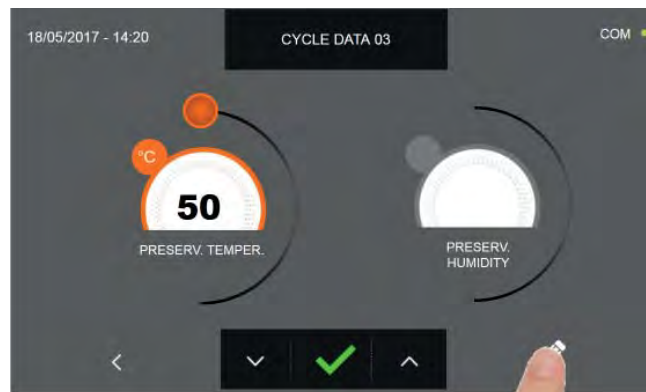 18/05/2017 - 14:20
CYCLE DATA 03
COM
°C
50
PRESERV. TEMPER.
PRESERV.
HUMIDITY